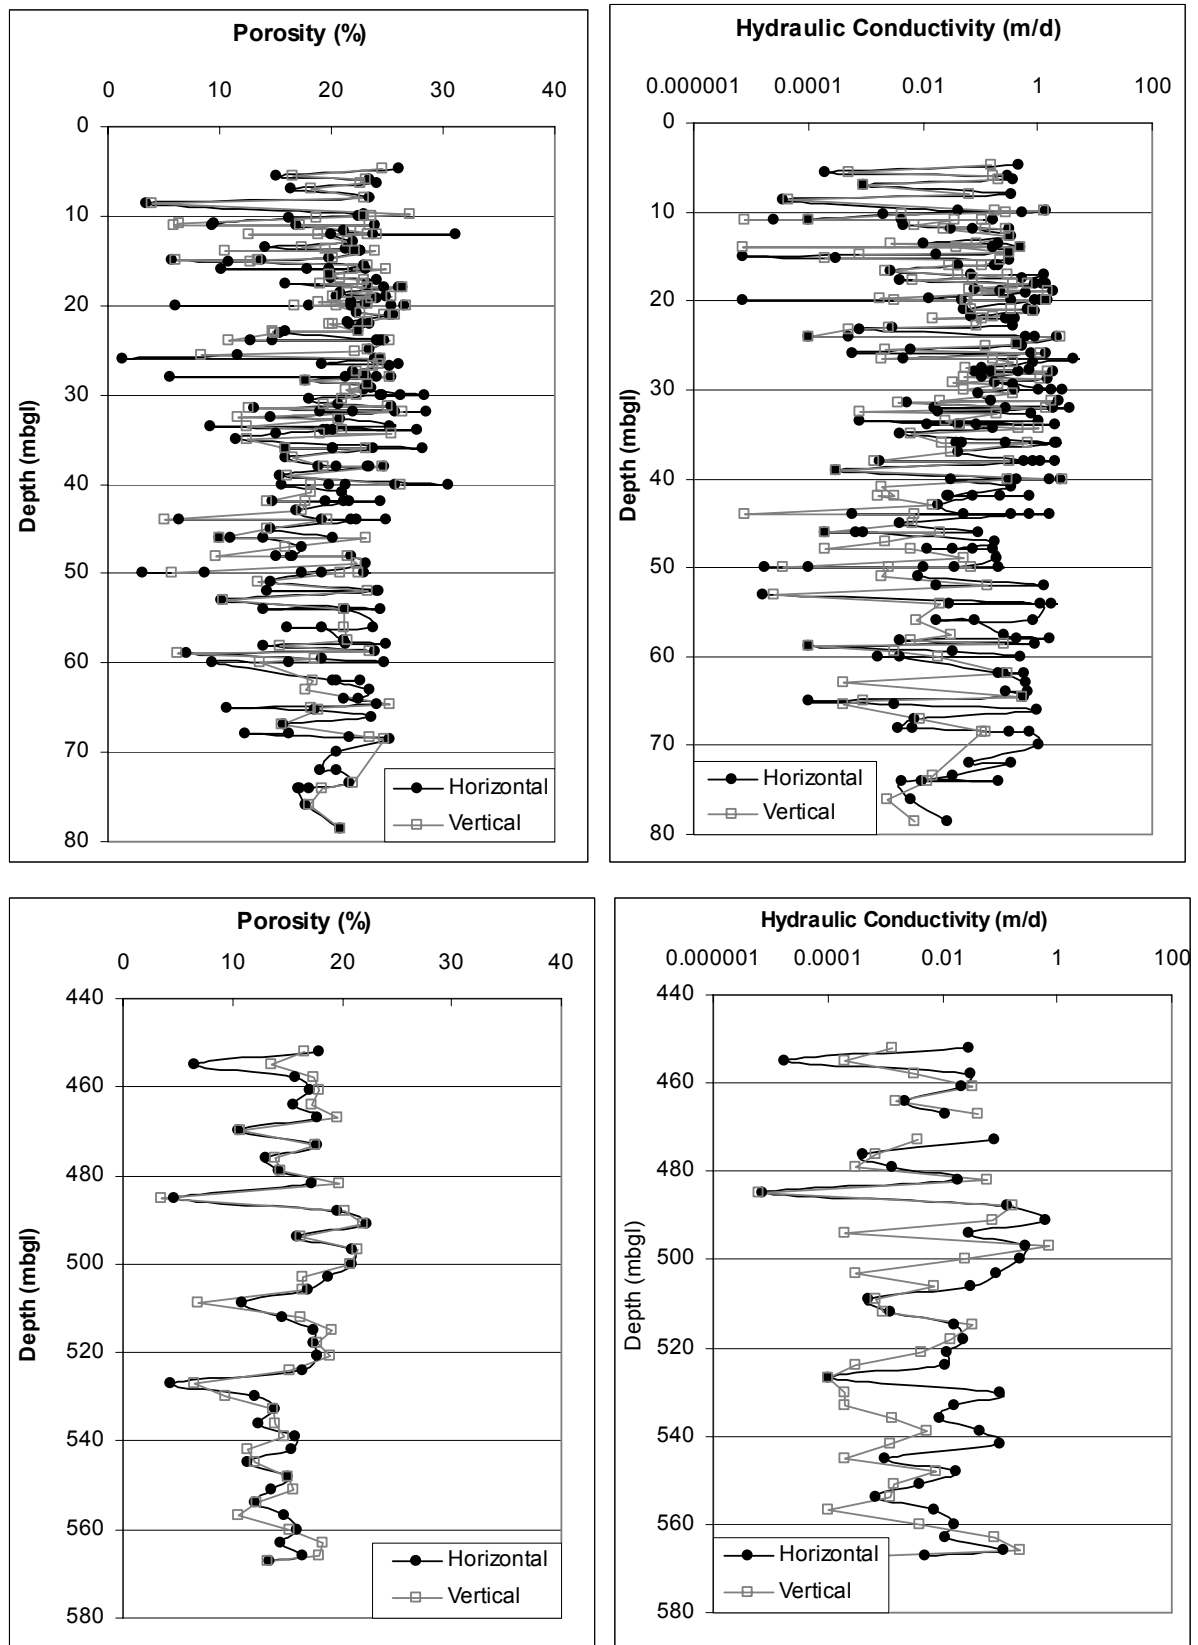 Porosity (%)
0 10 20 30 40
0
10
20
30
40
50
60
70
80
Depth (mbgl)
Horizontal
Vertical
Hydraulic Conductivity (m/d)
0.000001 0.0001 0.01 1 100
0
10
20
30
40
50
60
70
80
Depth (mbgl)
Horizontal
Vertical
Porosity (%)
0 10 20 30 40
440
460
480
500
520
540
560
580
Depth (mbgl)
Horizontal
Vertical
Hydraulic Conductivity (m/d)
0.000001 0.0001 0.01 1 100
440
460
480
500
520
540
560
580
Depth (mbgl)
Horizontal
Vertical